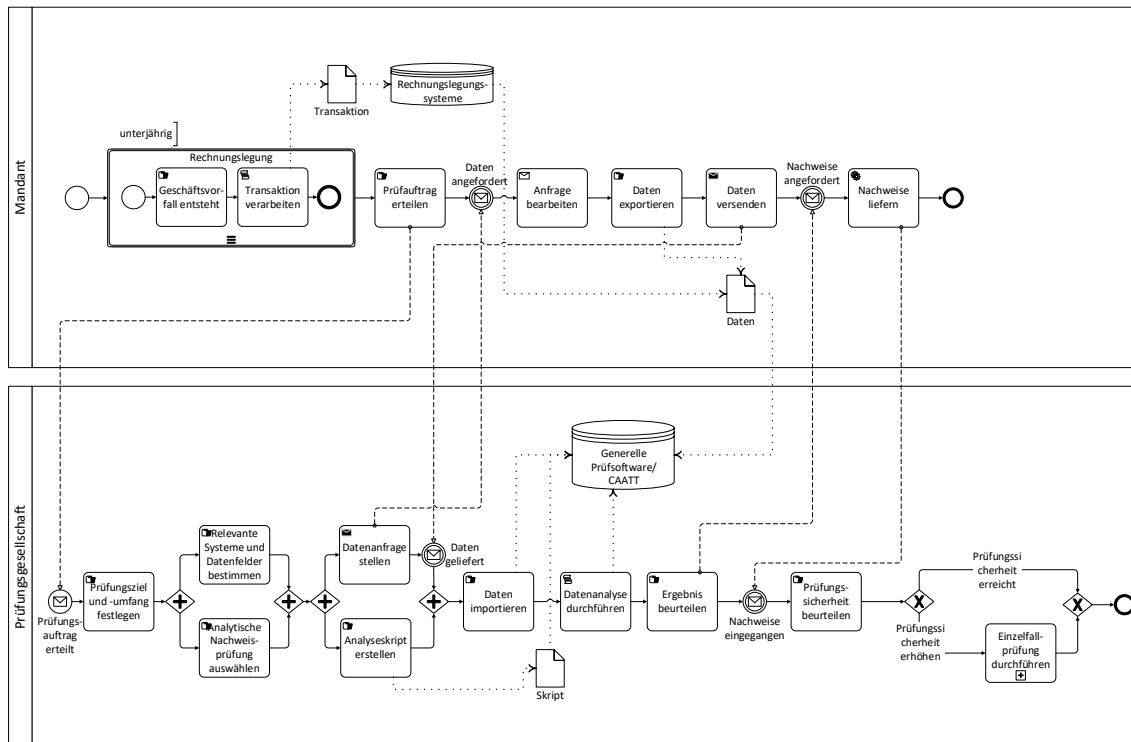 Mandant
Transaktion
Rechnungslegungs-
systeme
unterjährig
Rechnungslegung
Geschäftsvor-
fall entsteht
Transaktion
verarbeiten
Prüfauftrag
erteilen
Daten
angefordert
Anfrage
bearbeiten
Daten
exportieren
Daten
versenden
Nachweise
angefordert
Nachweise
liefern
Daten
Prüfungsgesellschaft
Generelle
Prüfsoftware/
CAATT
Prüfungs-
auftrag
erteilt
Prüfungsziel
und -umfang
festlegen
Relevante
Systeme und
Datenfelder
bestimmen
Analytische
Nachweis-
prüfung
auswählen
Datenanfrage
stellen
Daten
geliefert
Analyseskript
erstellen
Daten
importieren
Skript
Datenanalyse
durchführen
Ergebnis
beurteilen
Nachweise
eingegangen
Prüfungs-
sicherheit
beurteilen
Prüfungssi
cherheit
erreicht
Prüfungssi
cherheit
erhöhen
Einzelfall-
prüfung
durchführen